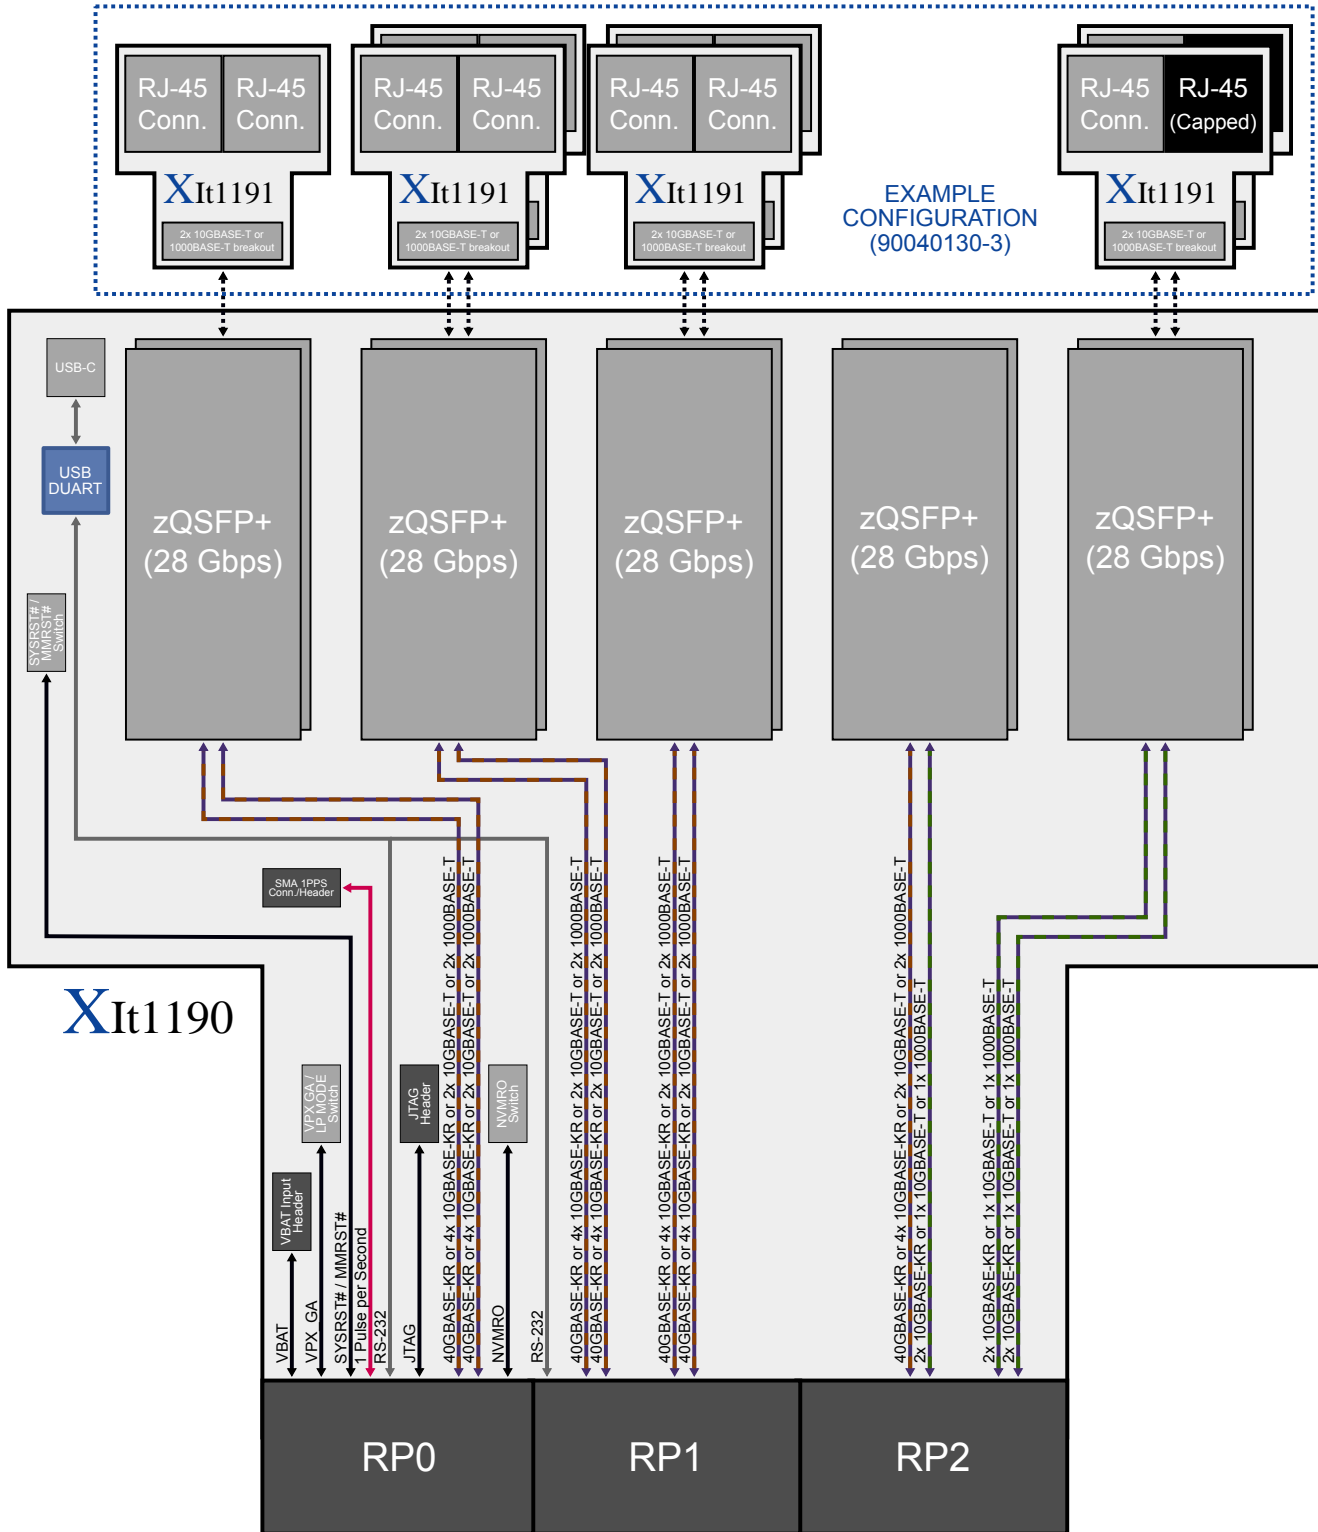 RJ-45
Conn.
RJ-45
Conn.
XIt1191
2x 10GBASE-T or
1000BASE-T breakout
RJ-45
Conn.
RJ-45
Conn.
XIt1191
2x 10GBASE-T or
1000BASE-T breakout
RJ-45
Conn.
RJ-45
Conn.
XIt1191
2x 10GBASE-T or
1000BASE-T breakout
EXAMPLE
CONFIGURATION
(90040130-3)
RJ-45
Conn.
RJ-45
(Capped)
XIt1191
2x 10GBASE-T or
1000BASE-T breakout
USB-C
USB
DUART
SYSRST# /
MMRST#
Switch
zQSFP+
(28 Gbps)
zQSFP+
(28 Gbps)
zQSFP+
(28 Gbps)
zQSFP+
(28 Gbps)
zQSFP+
(28 Gbps)
SMA 1PPS
Conn./Header
XIt1190
VBAT Input
Header
VPX GA /
LP MODE
Switch
JTAG
Header
NVMRO
Switch
VBAT
VPX GA
SYSRST# / MMRST#
1 Pulse per Second
RS-232
JTAG
40GBASE-KR or 4x 10GBASE-KR or 2x 10GBASE-T or 2x 1000BASE-T
40GBASE-KR or 4x 10GBASE-KR or 2x 10GBASE-T or 2x 1000BASE-T
NVMRO
RS-232
40GBASE-KR or 4x 10GBASE-KR or 2x 10GBASE-T or 2x 1000BASE-T
40GBASE-KR or 4x 10GBASE-KR or 2x 10GBASE-T or 2x 1000BASE-T
40GBASE-KR or 4x 10GBASE-KR or 2x 10GBASE-T or 2x 1000BASE-T
40GBASE-KR or 4x 10GBASE-KR or 2x 10GBASE-T or 2x 1000BASE-T
40GBASE-KR or 4x 10GBASE-KR or 2x 10GBASE-T or 2x 1000BASE-T
2x 10GBASE-KR or 1x 10GBASE-T or 1x 1000BASE-T
2x 10GBASE-KR or 1x 10GBASE-T or 1x 1000BASE-T
2x 10GBASE-KR or 1x 10GBASE-T or 1x 1000BASE-T
RP0
RP1
RP2